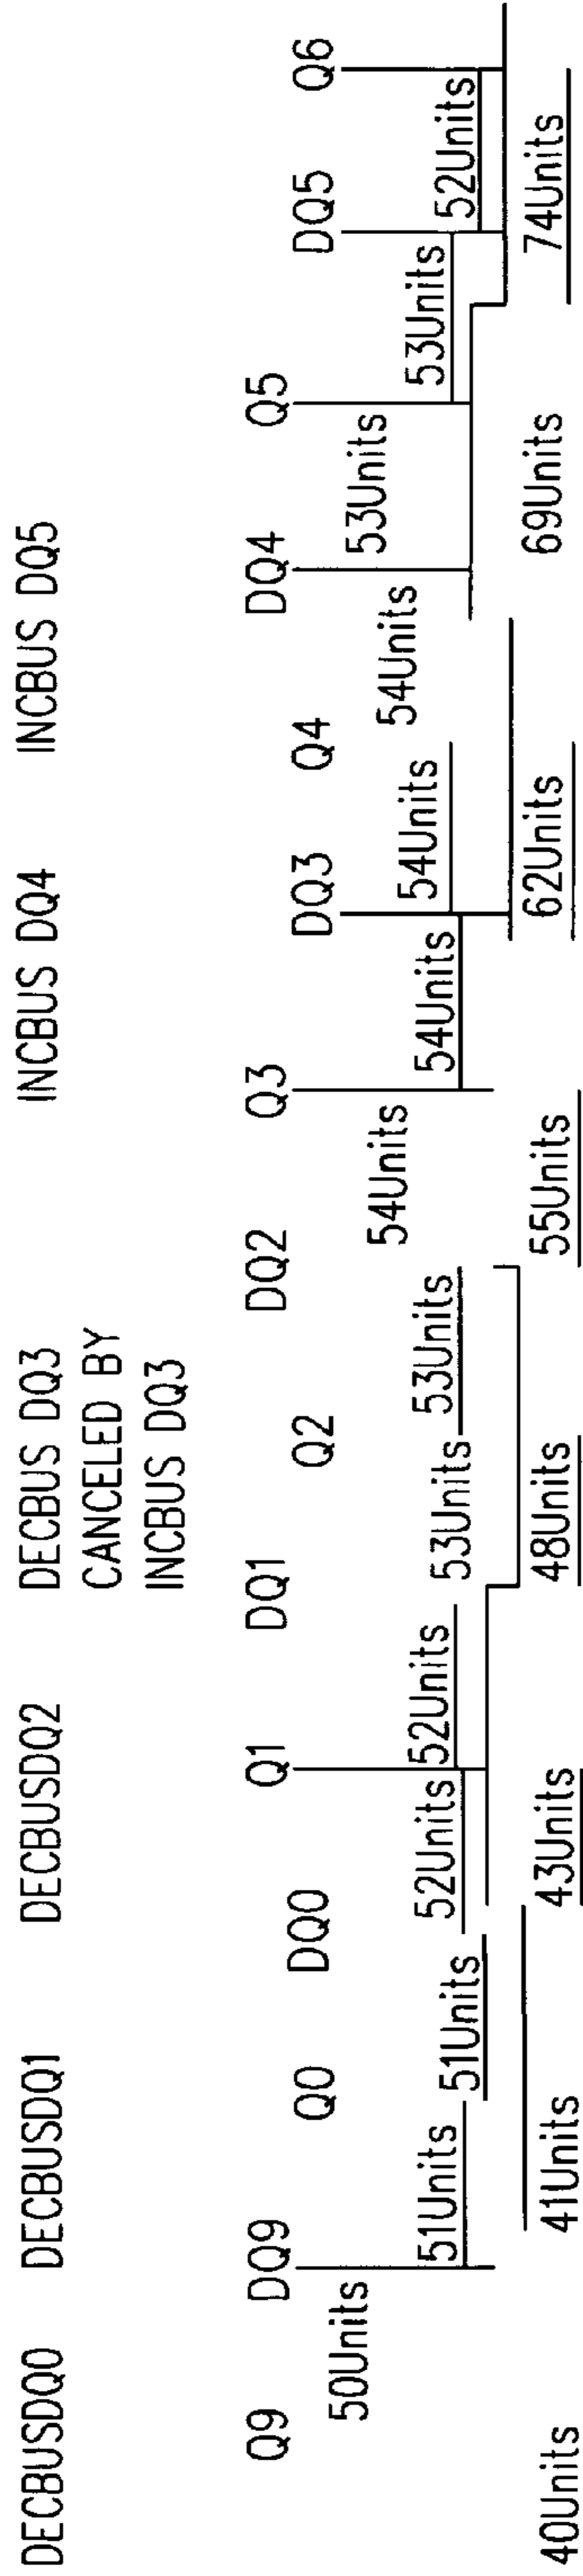 DECBUSDQ0
DECBUSDQ1
DECBUSDQ2
DECBUS DQ3
CANCELED BY
INCBUS DQ3
INCBUS DQ4
INCBUS DQ5
Q9
DQ9
Q0
DQ0
Q1
DQ1
Q2
DQ2
Q3
DQ3
Q4
DQ4
Q5
DQ5
Q6
50Units
51Units
51Units
52Units
52Units
53Units
53Units
54Units
54Units
54Units
54Units
53Units
53Units
52Units
40Units
41Units
43Units
48Units
55Units
62Units
69Units
74Units